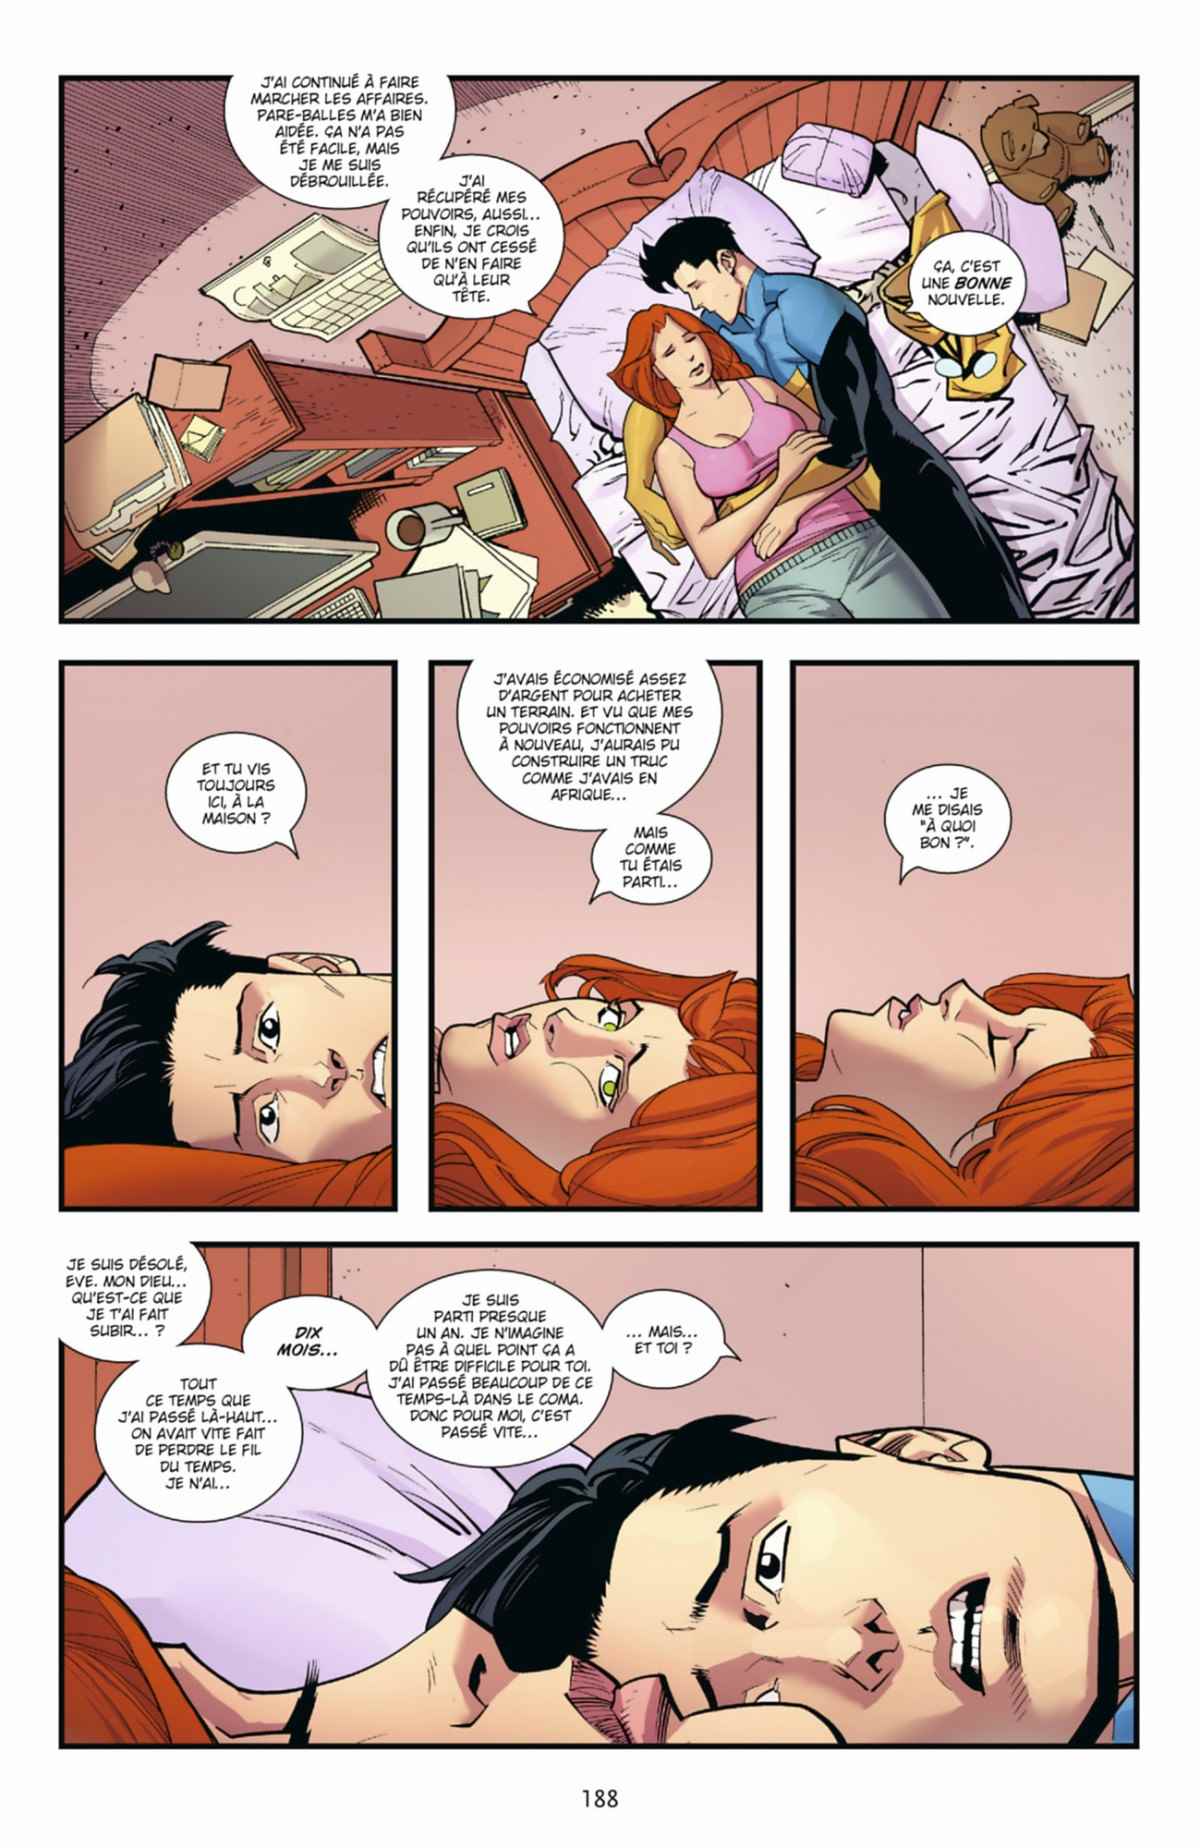 J'AI CONTINUÉ À FAIRE
MARCHER LES AFFAIRES.
PARE-BALLES M'A BIEN
AIDÉE. ÇA N'A PAS
ÉTÉ FACILE, MAIS
JE ME SUIS
DÉBROUILLÉE.
J'AI
RÉCUPÉRÉ MES
POUVOIRS, AUSSI...
ENFIN, JE CROIS
QU'ILS ONT CESSÉ
DE N'EN FAIRE
QU'À LEUR
TÊTE.
ÇA, C'EST
UNE BONNE
NOUVELLE.
ET TU VIS
TOUJOURS
ICI, À LA
MAISON ?
J'AVAIS ÉCONOMISÉ ASSEZ
D'ARGENT POUR ACHETER
UN TERRAIN. ET VU QUE MES
POUVOIRS FONCTIONNENT
À NOUVEAU, J'AURAIS PU
CONSTRUIRE UN TRUC
COMME J'AVAIS EN
AFRIQUE...
MAIS
COMME
TU ÉTAIS
PARTI...
... JE
ME DISAIS
"À QUOI
BON ?".
JE SUIS DÉSOLÉ,
EVE. MON DIEU...
QU'EST-CE QUE
JE T'AI FAIT
SUBIR... ?
TOUT
CE TEMPS QUE
J'AI PASSÉ LÀ-HAUT...
ON AVAIT VITE FAIT
DE PERDRE LE FIL
DU TEMPS.
JE N'AI...
DIX
MOIS...
JE SUIS
PARTI PRESQUE
UN AN. JE N'IMAGINE
PAS À QUEL POINT ÇA A
DÛ ÊTRE DIFFICILE POUR TOI.
J'AI PASSÉ BEAUCOUP DE CE
TEMPS-LÀ DANS LE COMA.
DONC POUR MOI, C'EST
PASSÉ VITE...
... MAIS...
ET TOI ?
188